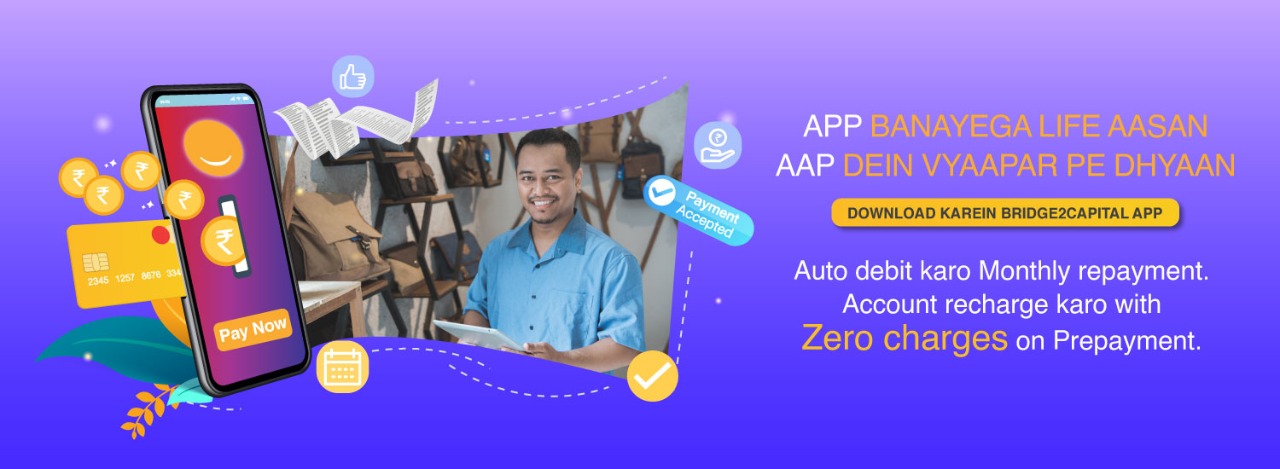 APP BANAYEGA LIFE AASAN
AAP DEIN VYAAPAR PE DHYAAN
DOWNLOAD KAREIN BRIDGE2CAPITAL APP
Auto debit karo Monthly repayment.
Account recharge karo with
Zero charges on Prepayment.
Payment
Accepted
2345 1257 8676 334
Pay Now